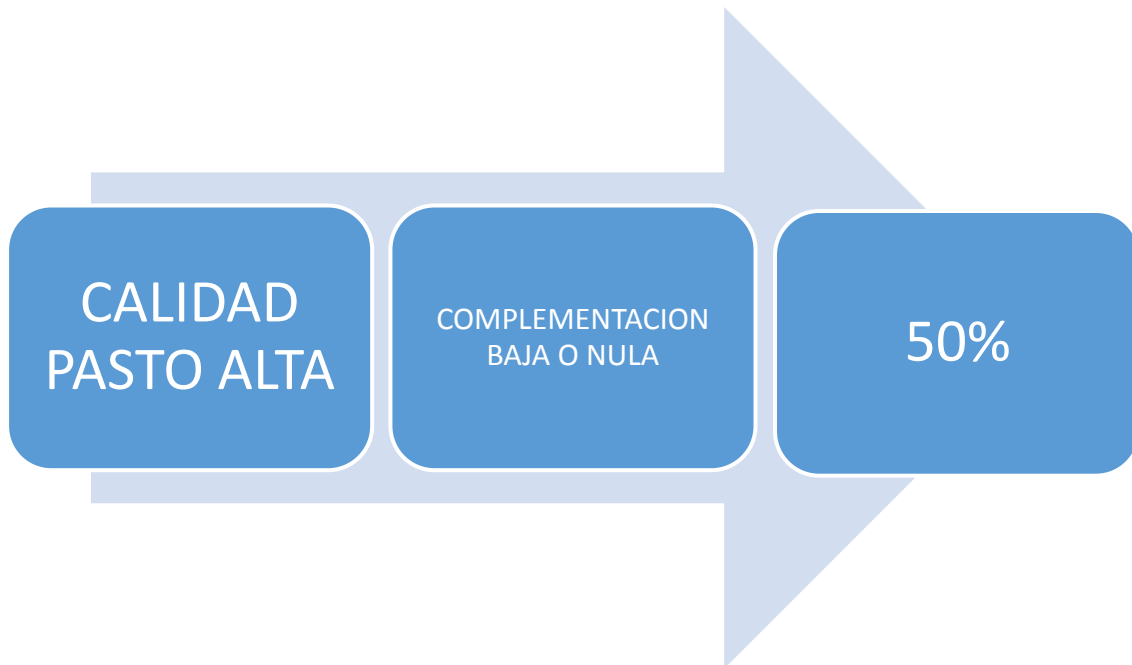 CALIDAD
PASTO ALTA
COMPLEMENTACION
BAJA O NULA
50%